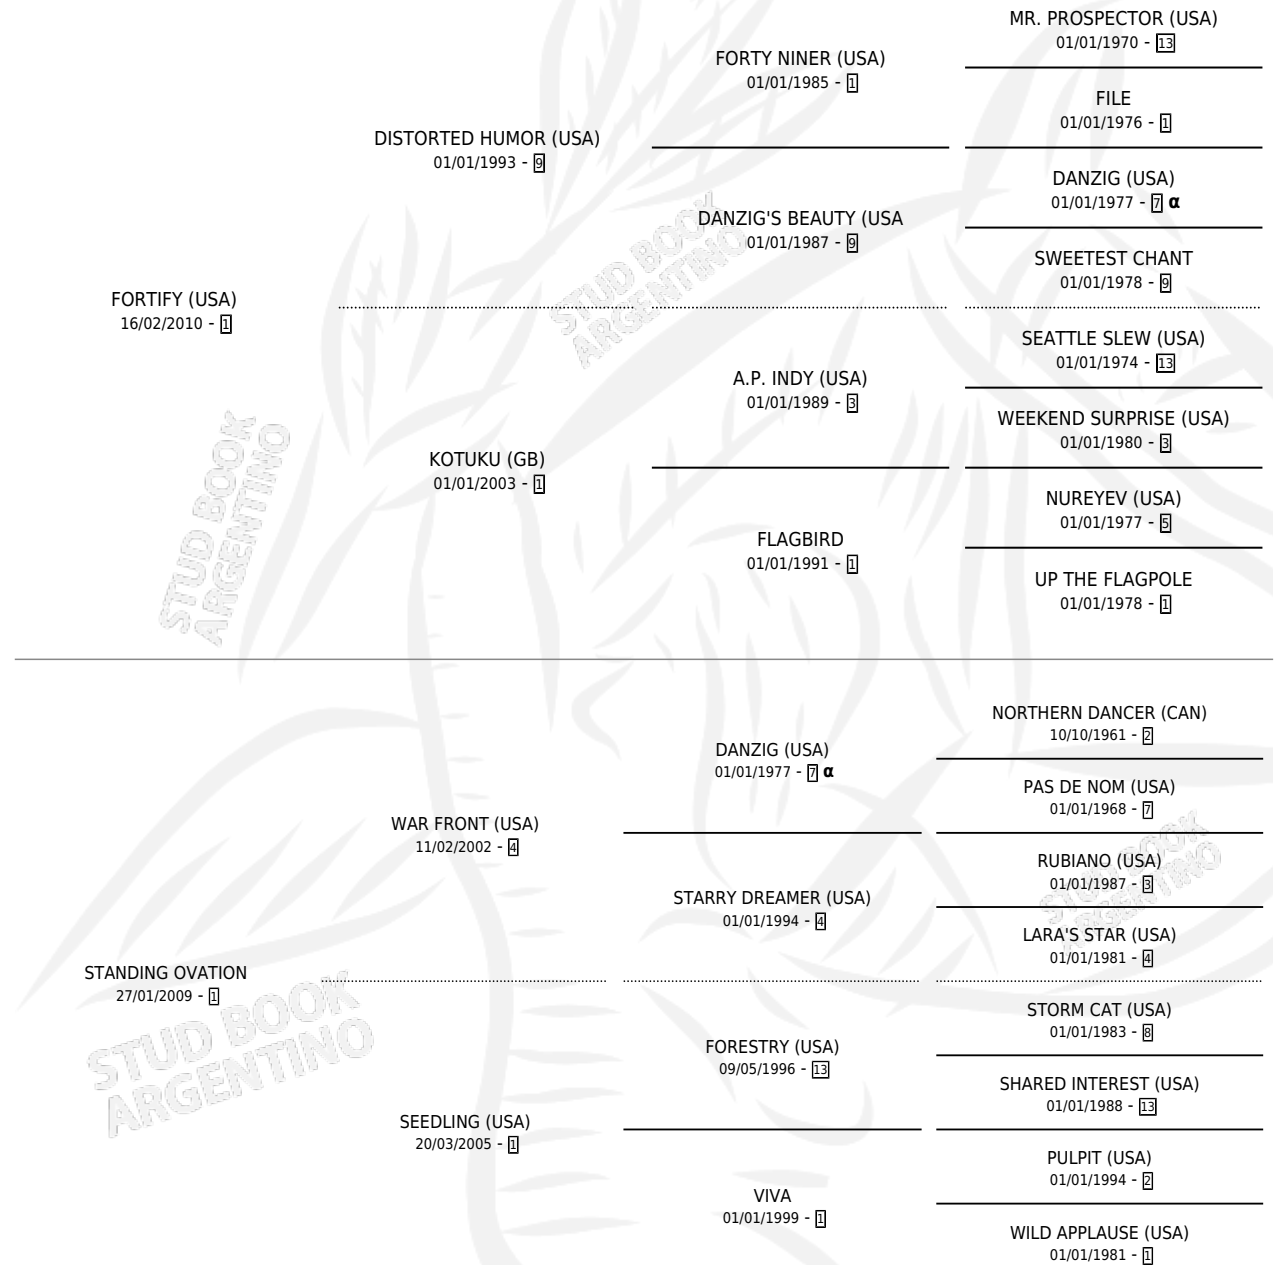 MR. PROSPECTOR (USA)
01/01/1970 - 13
FORTY NINER (USA)
01/01/1985 - 1
FILE
01/01/1976 - 1
DISTORTED HUMOR (USA)
01/01/1993 - 9
DANZIG (USA)
01/01/1977 - 7 α
DANZIG'S BEAUTY (USA
01/01/1987 - 9
SWEETEST CHANT
01/01/1978 - 9
FORTIFY (USA)
16/02/2010 - 1
SEATTLE SLEW (USA)
01/01/1974 - 13
A.P. INDY (USA)
01/01/1989 - 3
WEEKEND SURPRISE (USA)
01/01/1980 - 3
KOTUKU (GB)
01/01/2003 - 1
NUREYEV (USA)
01/01/1977 - 5
FLAGBIRD
01/01/1991 - 1
UP THE FLAGPOLE
01/01/1978 - 1
NORTHERN DANCER (CAN)
10/10/1961 - 2
DANZIG (USA)
01/01/1977 - 7 α
PAS DE NOM (USA)
01/01/1968 - 7
WAR FRONT (USA)
11/02/2002 - 4
RUBIANO (USA)
01/01/1987 - 3
STARRY DREAMER (USA)
01/01/1994 - 4
LARA'S STAR (USA)
01/01/1981 - 4
STANDING OVATION
27/01/2009 - 1
STORM CAT (USA)
01/01/1983 - 8
FORESTRY (USA)
09/05/1996 - 13
SHARED INTEREST (USA)
01/01/1988 - 13
SEEDLING (USA)
20/03/2005 - 1
PULPIT (USA)
01/01/1994 - 2
VIVA
01/01/1999 - 1
WILD APPLAUSE (USA)
01/01/1981 - 1
STUD BOOK
ARGENTINO
STUD BOOK
ARGENTINO
STUD BOOK
ARGENTINO
STUD BOOK
ARGENTINO